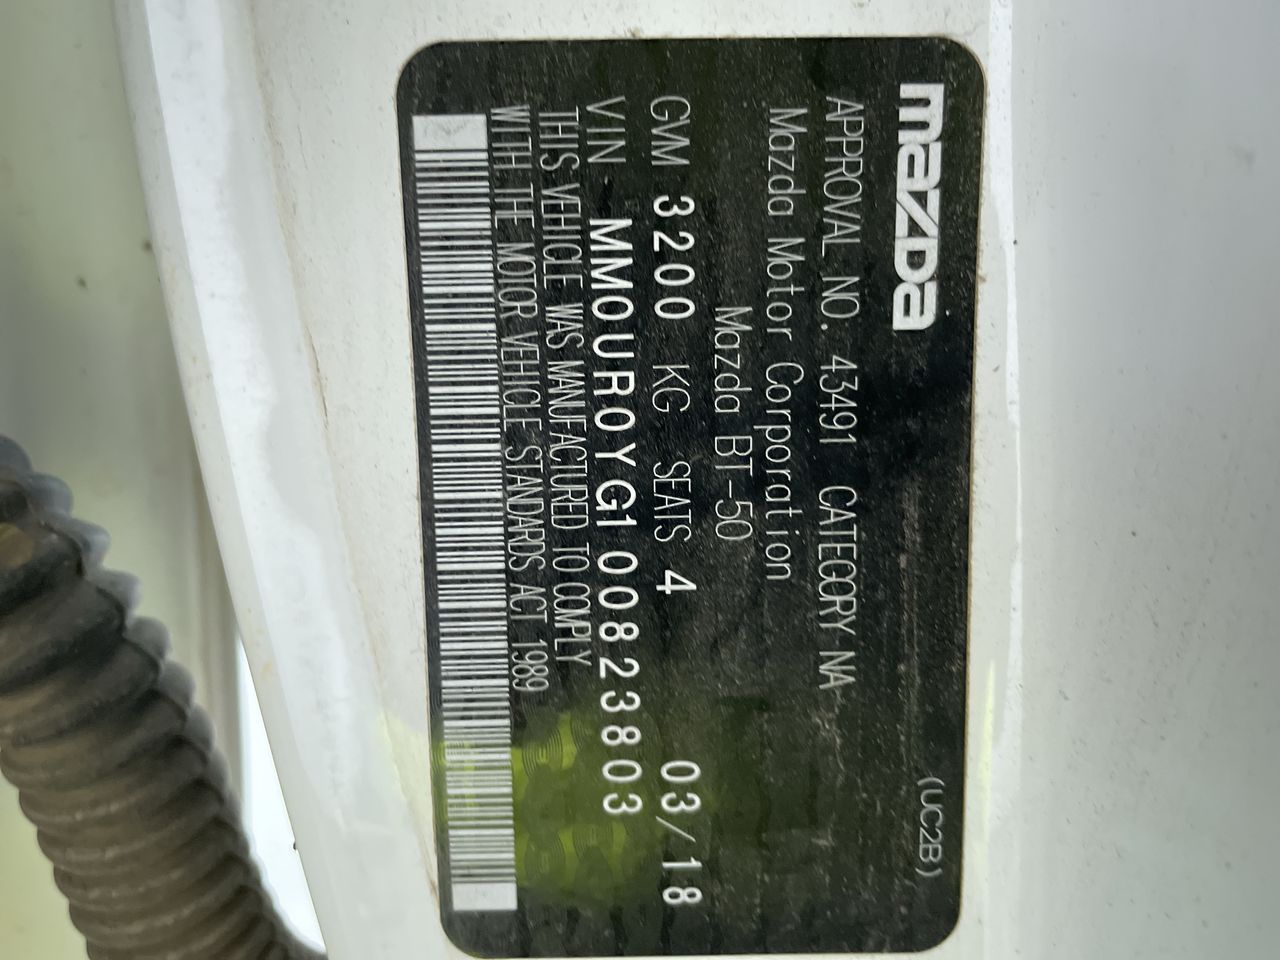 mazda
(UC2B)
APPROVAL NO. 43491 CATEGORY NA
Mazda Motor Corporation
Mazda BT-50
GVM 3200 KG SEATS 4 03/18
VIN MM0UR0YG100823803
THIS VEHICLE WAS MANUFACTURED TO COMPLY
WITH THE MOTOR VEHICLE STANDARDS ACT 1989